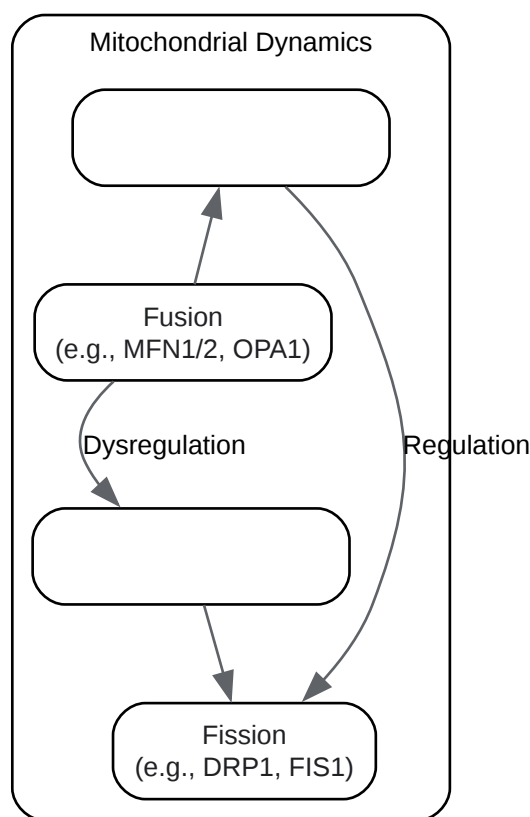 Mitochondrial Dynamics
Fusion
(e.g., MFN1/2, OPA1)
Dysregulation
Regulation
Fission
(e.g., DRP1, FIS1)